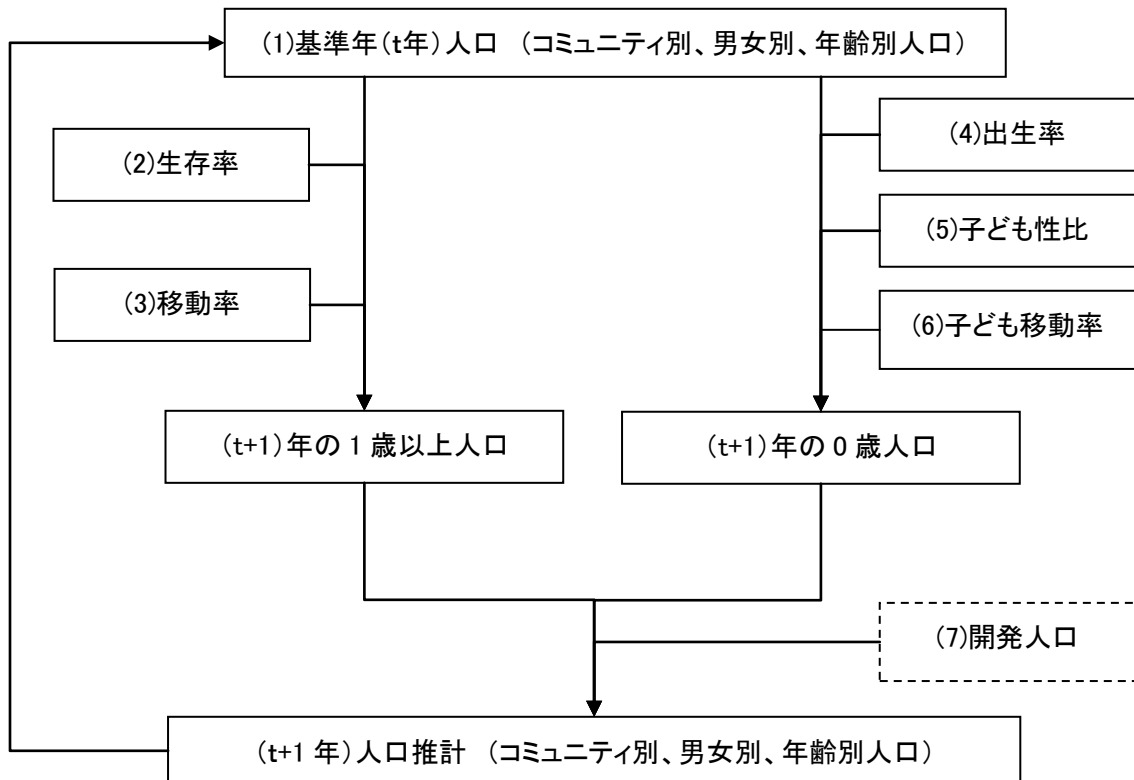 (1)基準年(t年)人口 (コミュニティ別、男女別、年齢別人口)
(2)生存率
(4)出生率
(5)子ども性比
(3)移動率
(6)子ども移動率
(t+1)年の1歳以上人口
(t+1)年の0歳人口
(7)開発人口
(t+1年)人口推計 (コミュニティ別、男女別、年齢別人口)